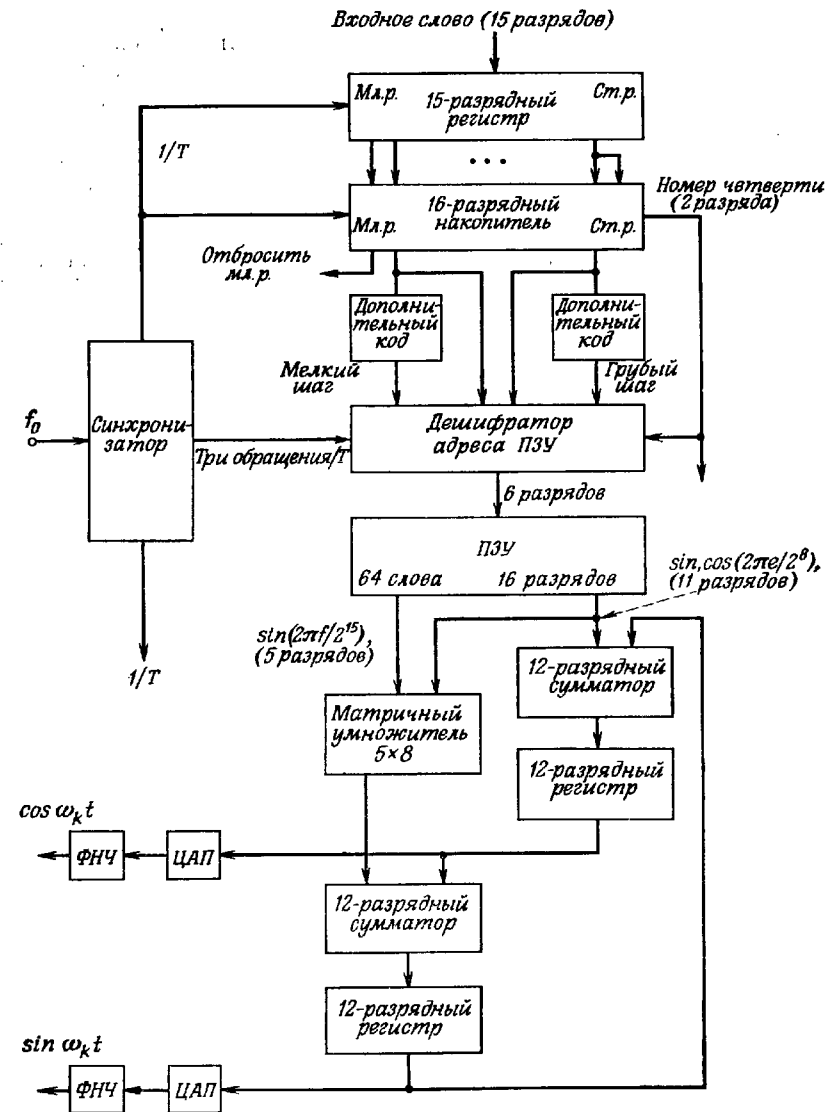 Входное слово (15 разрядов)
Мл.р.
Ст.р.
15-разрядный
регистр
1/T
...
Номер чвтверти
(2 разряда)
16-разрядный
накопитель
Мл.р.
Ст.р.
Отбросить
мл.р.
Дополни-
тельный
код
Дополни-
тельный
код
Мелкий
шаг
Грубый
шаг
f₀
Синхрони-
затор
Три обращения/T
Дешифратор
адреса ПЗУ
6 разрядов
ПЗУ
64 слова
16 разрядов
sin, cos (2πe/2⁸),
(11 разрядов)
sin(2πf/2¹⁵),
(5 разрядов)
1/T
12-разрядный
сумматор
Матричный
умножитель
5×8
12-разрядный
регистр
cos ωₖt
ФНЧ
ЦАП
12-разрядный
сумматор
12-разрядный
регистр
sin ωₖt
ФНЧ
ЦАП